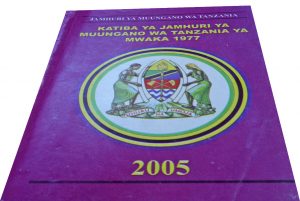 JAMHURI YA MUUNGANO WA TANZANIA
KATIBA YA JAMHURI YA
MUUNGANO WA TANZANIA YA
MWAKA 1977
2005